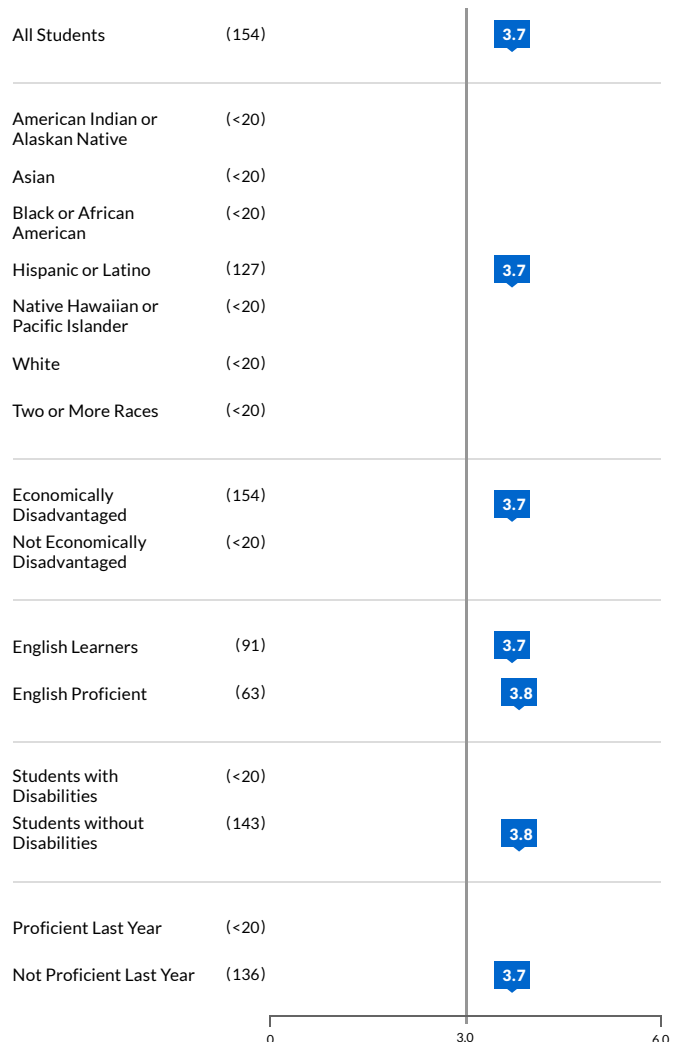 All Students (154) 3.7
American Indian or (<20)
Alaskan Native
Asian (<20)
Black or African (<20)
American
Hispanic or Latino (127) 3.7
Native Hawaiian or (<20)
Pacific Islander
White (<20)
Two or More Races (<20)
Economically (154) 3.7
Disadvantaged
Not Economically (<20)
Disadvantaged
English Learners (91) 3.7
English Proficient (63) 3.8
Students with (<20)
Disabilities
Students without (143) 3.8
Disabilities
Proficient Last Year (<20)
Not Proficient Last Year (136) 3.7
0 3.0 6.0